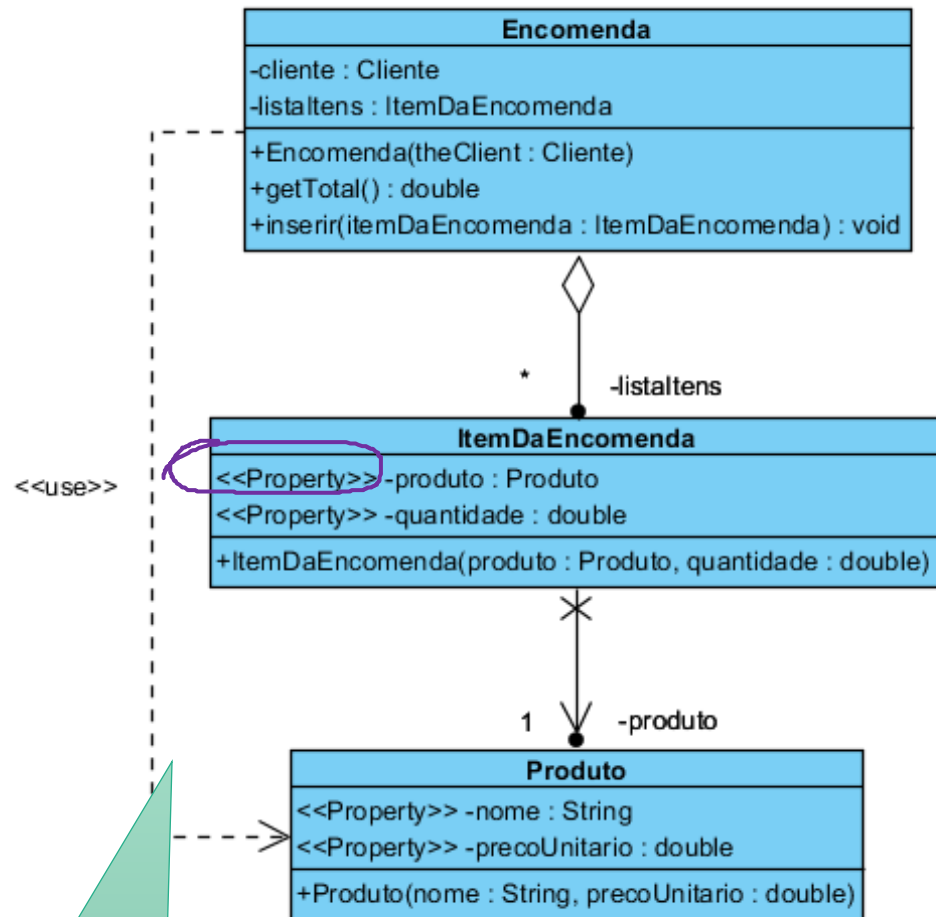 Encomenda
-cliente : Cliente
-listaItens : ItemDaEncomenda
+Encomenda(theClient : Cliente)
+getTotal() : double
+inserir(itemDaEncomenda : ItemDaEncomenda) : void
*
-listaItens
ItemDaEncomenda
<<Property>> -produto : Produto
<<Property>> -quantidade : double
+ItemDaEncomenda(produto : Produto, quantidade : double)
<<use>>
1
-produto
Produto
<<Property>> -nome : String
<<Property>> -precoUnitario : double
+Produto(nome : String, precoUnitario : double)